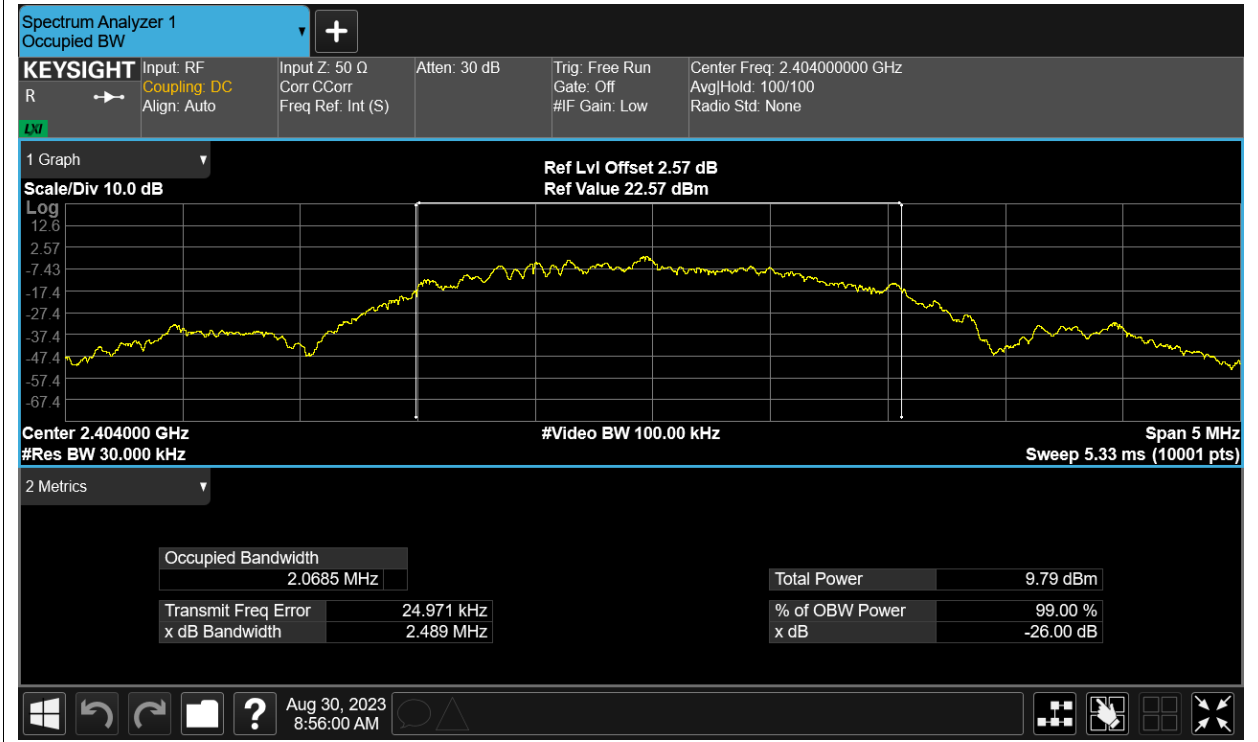 Spectrum Analyzer 1
Occupied BW
KEYSIGHT
R
LXI
Input: RF
Coupling: DC
Align: Auto
Input Z: 50 Ω
Corr CCorr
Freq Ref: Int (S)
Atten: 30 dB
Trig: Free Run
Gate: Off
#IF Gain: Low
Center Freq: 2.404000000 GHz
Avg|Hold: 100/100
Radio Std: None
1 Graph
Scale/Div 10.0 dB
Ref Lvl Offset 2.57 dB
Ref Value 22.57 dBm
Log
12.6
2.57
-7.43
-17.4
-27.4
-37.4
-47.4
-57.4
-67.4
Center 2.404000 GHz
#Res BW 30.000 kHz
#Video BW 100.00 kHz
Span 5 MHz
Sweep 5.33 ms (10001 pts)
2 Metrics
Occupied Bandwidth
2.0685 MHz
Transmit Freq Error 24.971 kHz
x dB Bandwidth 2.489 MHz
Total Power 9.79 dBm
% of OBW Power 99.00 %
x dB -26.00 dB
?
Aug 30, 2023
8:56:00 AM